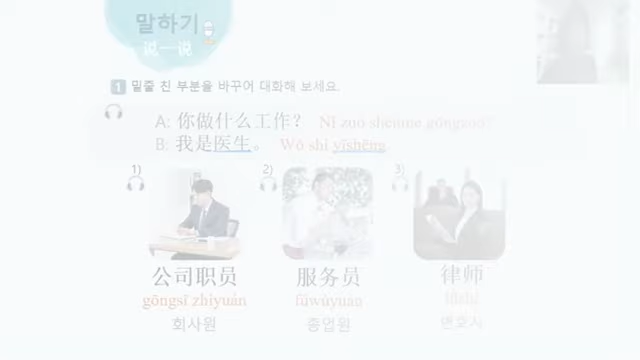 말하기
说一说
1 밑줄 친 부분을 바꾸어 대화해 보세요.
A: 你做什么工作？ Nǐ zuò shénme gōngzuò?
B: 我是医生。 Wǒ shì yīshēng.
1) 2) 3)
公司职员 服务员 律师
gōngsī zhíyuán fúwùyuán lǜshī
회사원 종업원 변호사